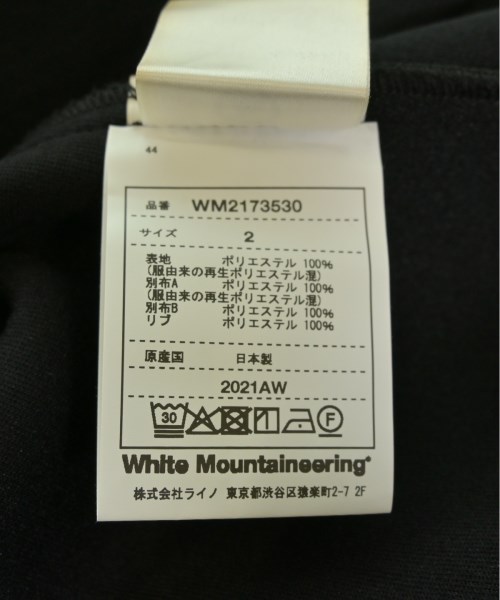 44
品番 WM2173530
サイズ 2
表地 ポリエステル 100%
(服由来の再生ポリエステル混)
別布A ポリエステル 100%
(服由来の再生ポリエステル混)
別布B ポリエステル 100%
リブ ポリエステル 100%
原産国 日本製
2021AW
30 F
White Mountaineering®
株式会社ライノ 東京都渋谷区猿楽町2-7 2F